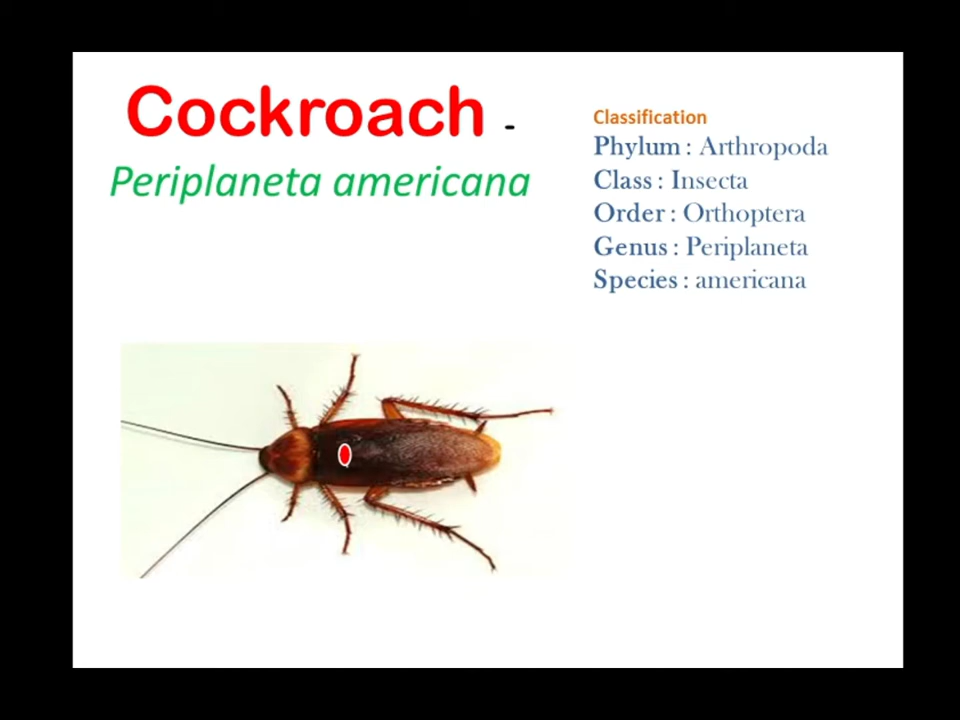 Cockroach -
Periplaneta americana
Classification
Phylum : Arthropoda
Class : Insecta
Order : Orthoptera
Genus : Periplaneta
Species : americana